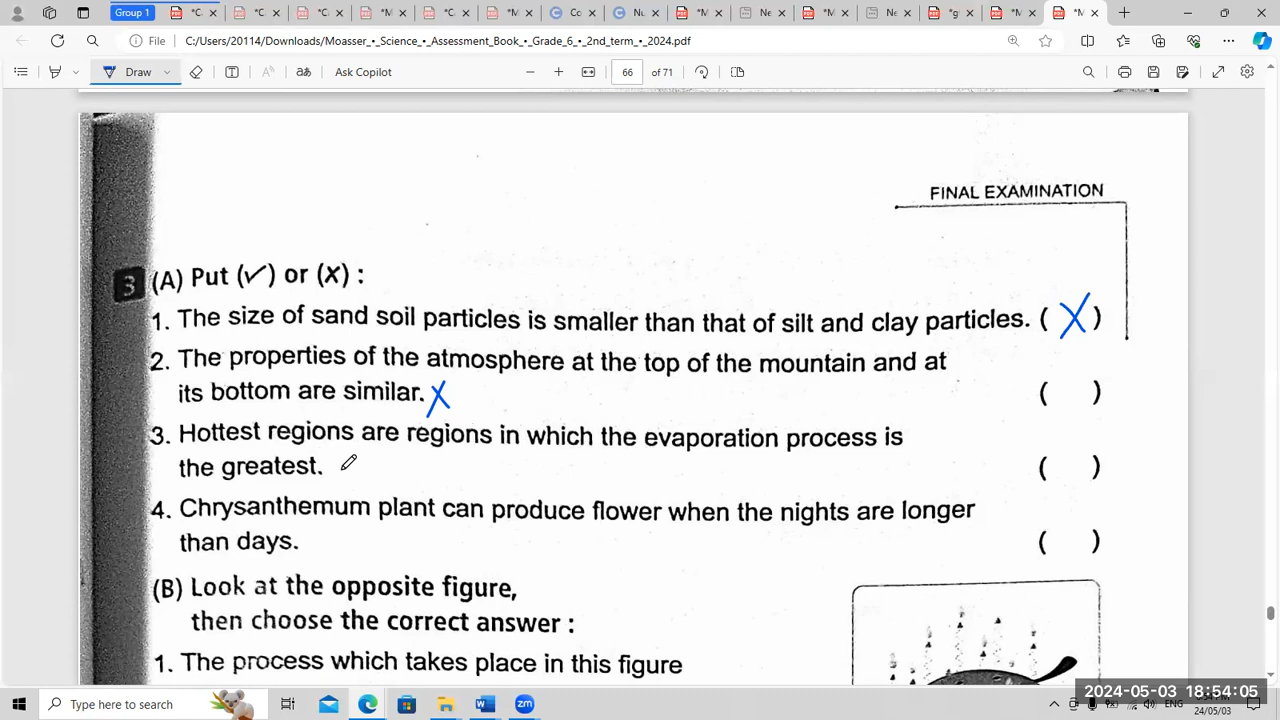 Group 1
File
C:/Users/20114/Downloads/Moasser_•_Science_•_Assessment_Book_•_Grade_6_•_2nd_term_•_2024.pdf
Draw
Ask Copilot
66 of 71
FINAL EXAMINATION
3 (A) Put (✓) or (x) :
1. The size of sand soil particles is smaller than that of silt and clay particles. ( X )
2. The properties of the atmosphere at the top of the mountain and at
its bottom are similar. X ( )
3. Hottest regions are regions in which the evaporation process is
the greatest. ( )
4. Chrysanthemum plant can produce flower when the nights are longer
than days. ( )
(B) Look at the opposite figure,
then choose the correct answer :
1. The process which takes place in this figure
2024-05-03 18:54:05
Type here to search
ENG
24/05/03